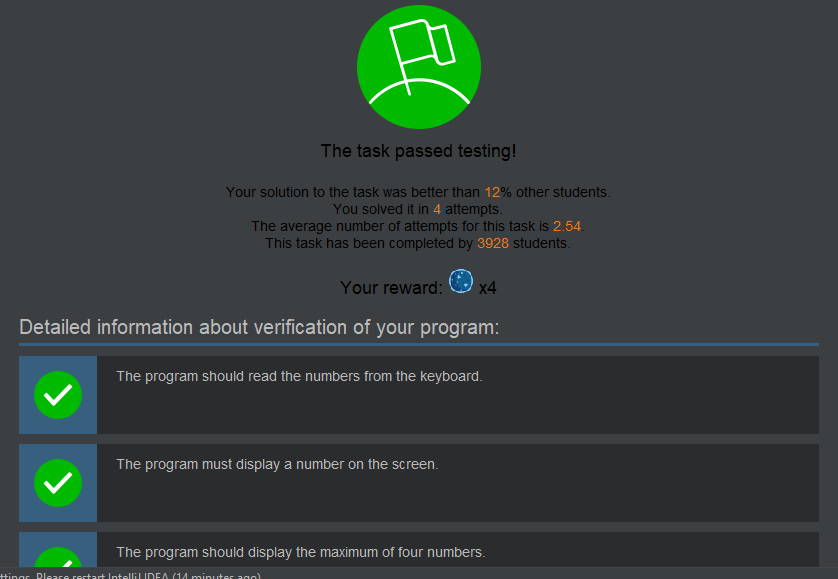 The task passed testing!
Your solution to the task was better than 12% other students.
You solved it in 4 attempts.
The average number of attempts for this task is 2.54
This task has been completed by 3928 students.
Your reward: x4
Detailed information about verification of your program:
The program should read the numbers from the keyboard.
The program must display a number on the screen.
The program should display the maximum of four numbers.
ttings. Please restart IntelliJ IDEA (14 minutes ago)